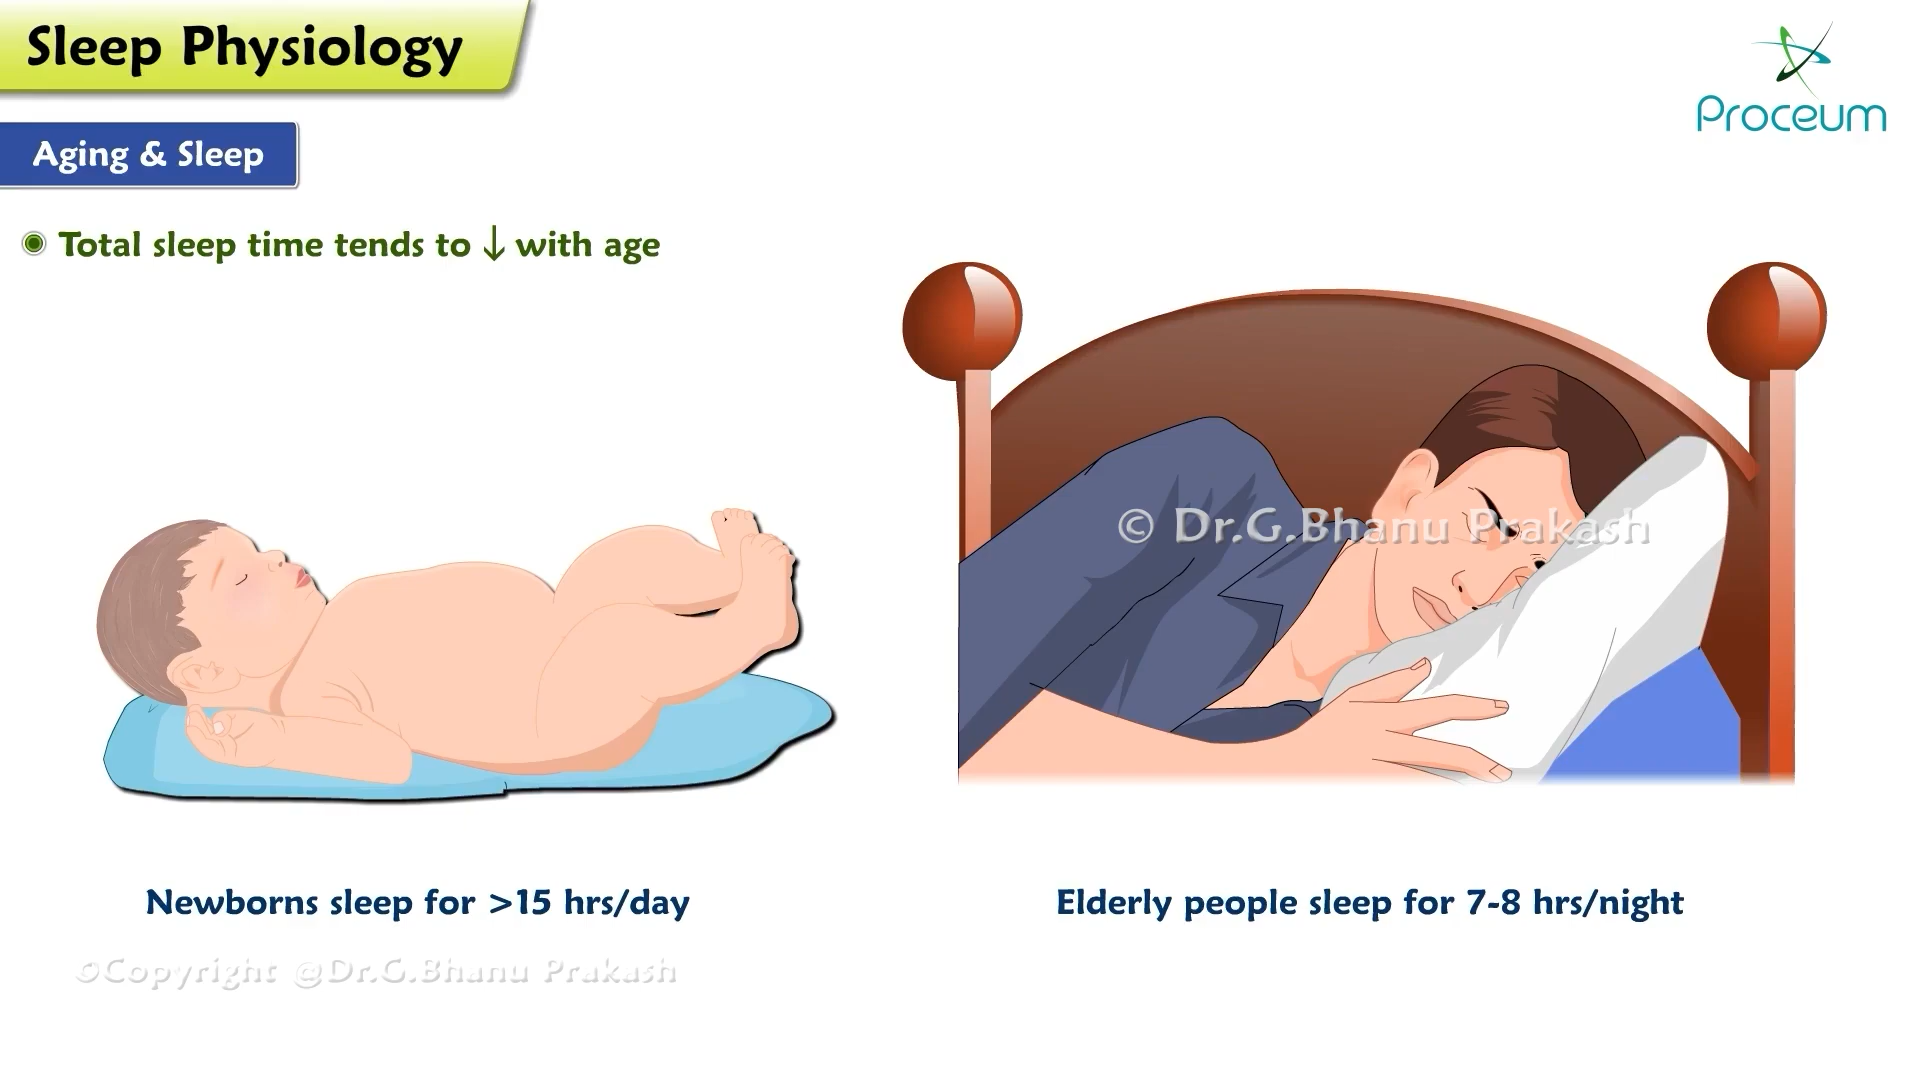 Sleep Physiology
Proceum
Aging & Sleep
Total sleep time tends to ↓ with age
© Dr.G.Bhanu Prakash
Newborns sleep for >15 hrs/day
Elderly people sleep for 7-8 hrs/night
©Copyright @Dr.G.Bhanu Prakash